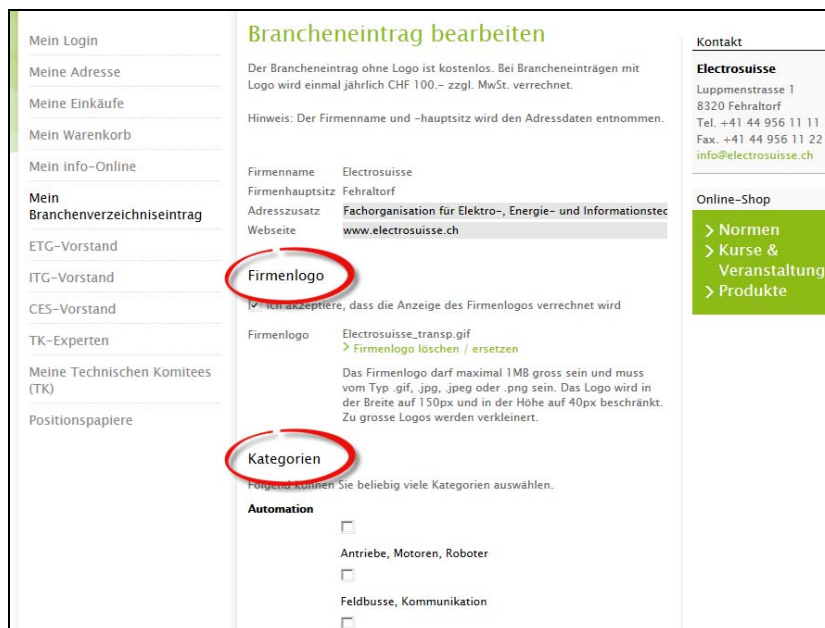 Mein Login
Meine Adresse
Meine Einkäufe
Mein Warenkorb
Mein info-Online
Mein
Branchenverzeichniseintrag
ETG-Vorstand
ITG-Vorstand
CES-Vorstand
TK-Experten
Meine Technischen Komitees
(TK)
Positionspapiere
Brancheneintrag bearbeiten
Der Brancheneintrag ohne Logo ist kostenlos. Bei Brancheneinträgen mit
Logo wird einmal jährlich CHF 100.- zzgl. MwSt. verrechnet.
Hinweis: Der Firmenname und -hauptsitz wird den Adressdaten entnommen.
Firmenname Electrosuisse
Firmenhauptsitz Fehraltorf
Adresszusatz Fachorganisation für Elektro-, Energie- und Informationstec
Webseite www.electrosuisse.ch
Firmenlogo
Ich akzeptiere, dass die Anzeige des Firmenlogos verrechnet wird
Firmenlogo Electrosuisse_transp.gif
> Firmenlogo löschen / ersetzen
Das Firmenlogo darf maximal 1MB gross sein und muss
vom Typ .gif, .jpg, .jpeg oder .png sein. Das Logo wird in
der Breite auf 150px und in der Höhe auf 40px beschränkt.
Zu grosse Logos werden verkleinert.
Kategorien
Folgend können Sie beliebig viele Kategorien auswählen.
Automation
Antriebe, Motoren, Roboter
Feldbusse, Kommunikation
Kontakt
Electrosuisse
Luppmenstrasse 1
8320 Fehraltorf
Tel. +41 44 956 11 11
Fax. +41 44 956 11 22
info@electrosuisse.ch
Online-Shop
> Normen
> Kurse &
Veranstaltung
> Produkte